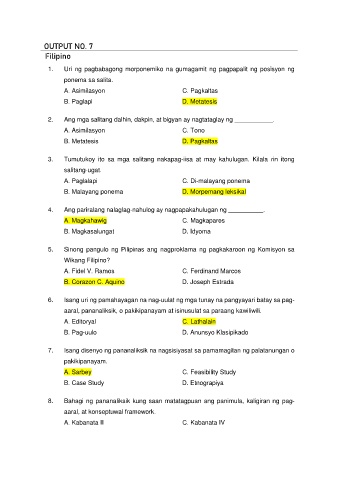 OUTPUT NO. 7
Filipino
1. Uri ng pagbabagong morponemiko na gumagamit ng pagpapalit ng posisyon ng
ponema sa salita.
A. Asimilasyon C. Pagkaltas
B. Paglapi D. Metatesis
2. Ang mga salitang dalhin, dakpin, at bigyan ay nagtataglay ng ___________.
A. Asimilasyon C. Tono
B. Metatesis D. Pagkaltas
3. Tumutukoy ito sa mga salitang nakapag-iisa at may kahulugan. Kilala rin itong
salitang-ugat.
A. Paglalapi C. Di-malayang ponema
B. Malayang ponema D. Morpemang leksikal
4. Ang pariralang nalaglag-nahulog ay nagpapakahulugan ng __________.
A. Magkahawig C. Magkapares
B. Magkasalungat D. Idyoma
5. Sinong pangulo ng Pilipinas ang nagproklama ng pagkakaroon ng Komisyon sa
Wikang Filipino?
A. Fidel V. Ramos C. Ferdinand Marcos
B. Corazon C. Aquino D. Joseph Estrada
6. Isang uri ng pamahayagan na nag-uulat ng mga tunay na pangyayari batay sa pag-
aaral, pananaliksik, o pakikipanayam at isinusulat sa paraang kawiliwili.
A. Editoryal C. Lathalain
B. Pag-uulo D. Anunsyo Klasipikado
7. Isang disenyo ng pananaliksik na nagsisiyasat sa pamamagitan ng palatanungan o
pakikipanayam.
A. Sarbey C. Feasibility Study
B. Case Study D. Etnograpiya
8. Bahagi ng pananaliksik kung saan matatagpuan ang panimula, kaligiran ng pag-
aaral, at konseptuwal framework.
A. Kabanata II C. Kabanata IV